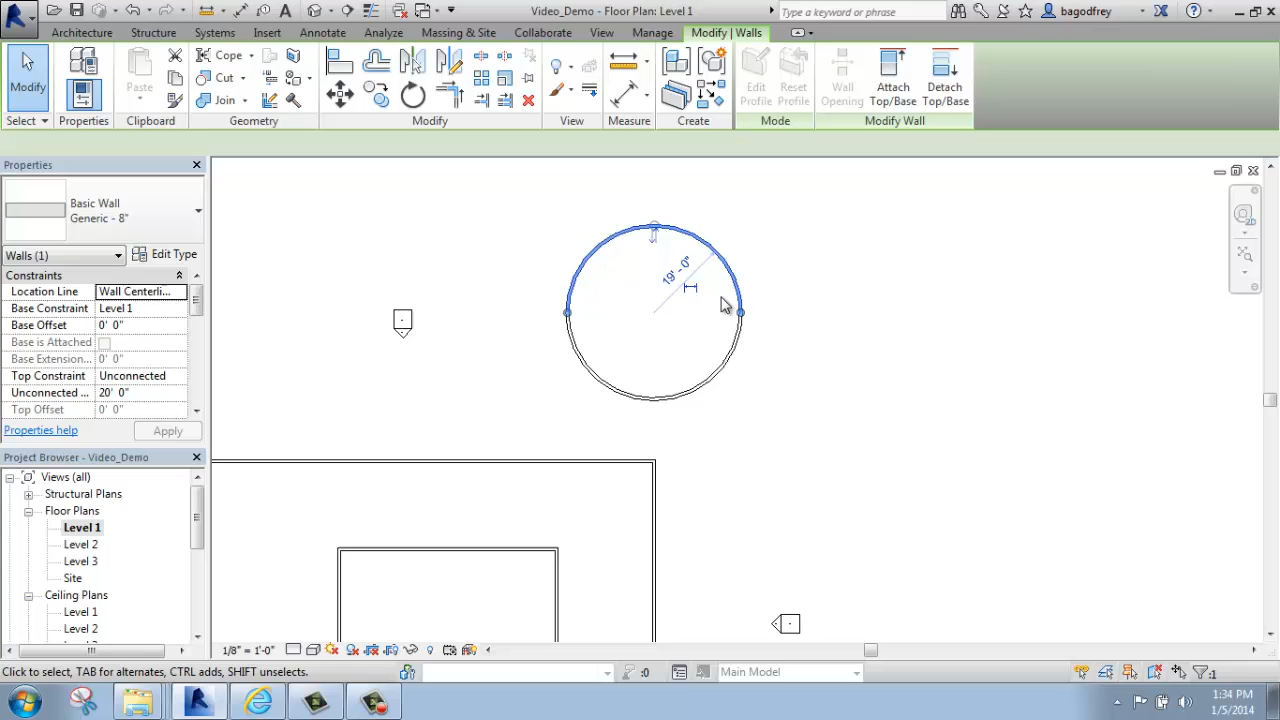 Video_Demo - Floor Plan: Level 1
Type a keyword or phrase
bagodfrey
Architecture Structure Systems Insert Annotate Analyze Massing & Site Collaborate View Manage Modify | Walls
Modify
Paste
Cope
Cut
Join
Edit Profile
Reset Profile
Wall Opening
Attach Top/Base
Detach Top/Base
Select Properties Clipboard Geometry Modify View Measure Create Mode Modify Wall
Properties
Basic Wall
Generic - 8"
Walls (1) Edit Type
Constraints
Location Line Wall Centerli...
Base Constraint Level 1
Base Offset 0' 0"
Base is Attached
Base Extension... 0' 0"
Top Constraint Unconnected
Unconnected ... 20' 0"
Top Offset 0' 0"
Properties help Apply
Project Browser - Video_Demo
Views (all)
Structural Plans
Floor Plans
Level 1
Level 2
Level 3
Site
Ceiling Plans
Level 1
Level 2
19' - 0"
2D
1/8" = 1'-0"
Click to select, TAB for alternates, CTRL adds, SHIFT unselects.
:0
Main Model
:1
1:34 PM
1/5/2014